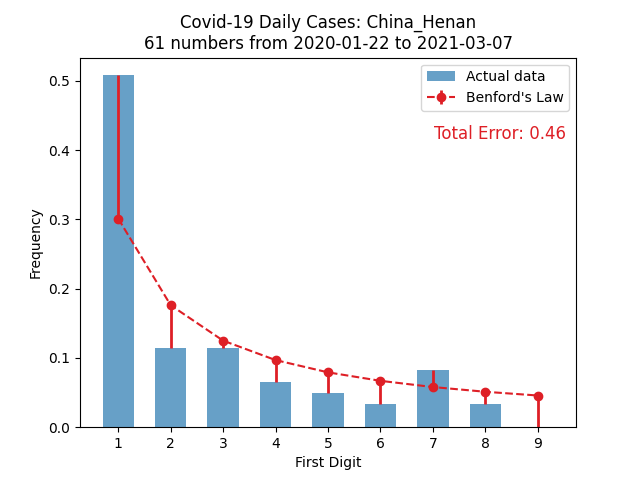 Covid-19 Daily Cases: China_Henan
61 numbers from 2020-01-22 to 2021-03-07
Actual data
Benford's Law
Total Error: 0.46
Frequency
0.5
0.4
0.3
0.2
0.1
0.0
1 2 3 4 5 6 7 8 9
First Digit